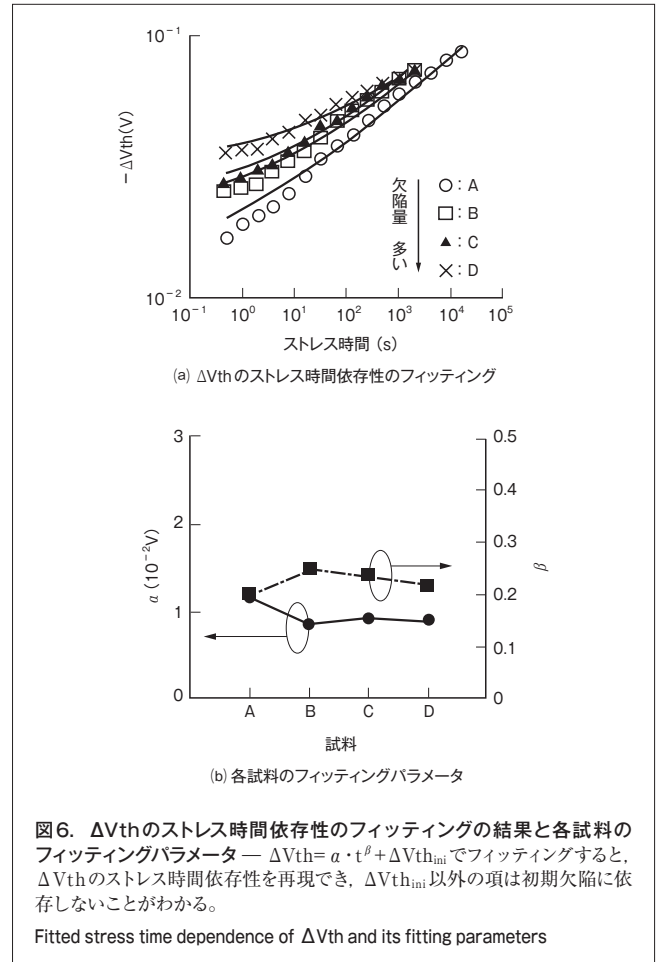 10⁻¹
−ΔVth(V)
10⁻²
10⁻¹ 10⁰ 10¹ 10² 10³ 10⁴ 10⁵
ストレス時間 (s)
欠陥量 多い
○：A
□：B
▲：C
×：D
(a) ΔVthのストレス時間依存性のフィッティング
3
2
1
0
α (10⁻²V)
0.5
0.4
0.3
0.2
0.1
0
β
A B C D
試料
(b) 各試料のフィッティングパラメータ
図6．ΔVthのストレス時間依存性のフィッティングの結果と各試料の
フィッティングパラメータ — ΔVth= α・t^β+ΔVth_iniでフィッティングすると，
ΔVthのストレス時間依存性を再現でき，ΔVth_ini以外の項は初期欠陥に依
存しないことがわかる。
Fitted stress time dependence of ΔVth and its fitting parameters